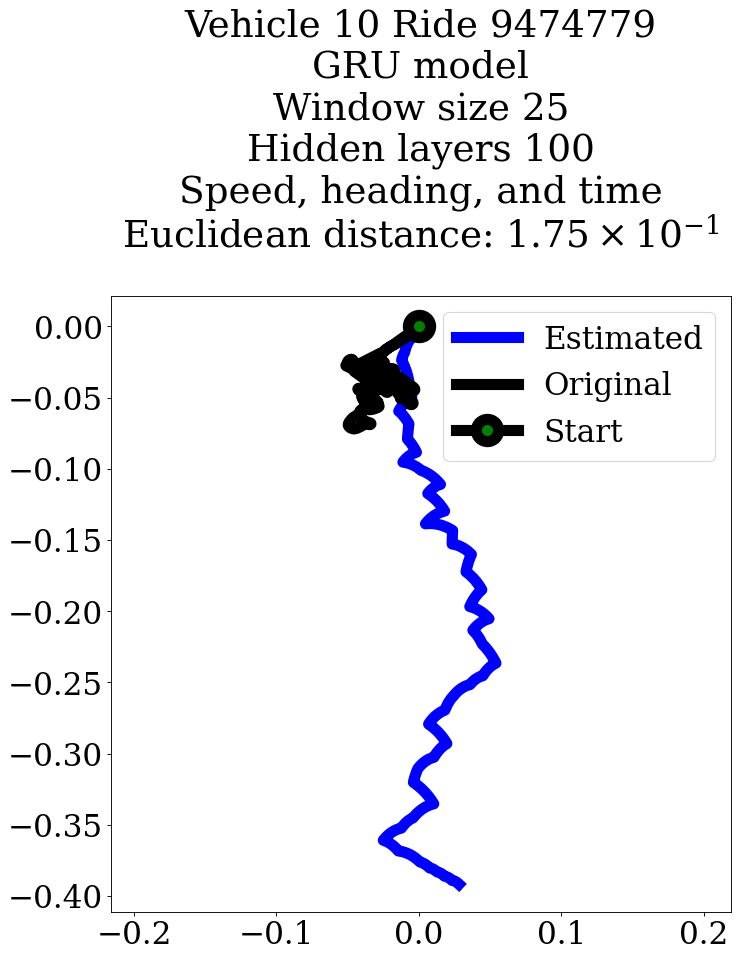 Vehicle 10 Ride 9474779
GRU model
Window size 25
Hidden layers 100
Speed, heading, and time
Euclidean distance: $1.75 × 10^{-1}$
Estimated
Original
Start
0.00
−0.05
−0.10
−0.15
−0.20
−0.25
−0.30
−0.35
−0.40
−0.2
−0.1
0.0
0.1
0.2